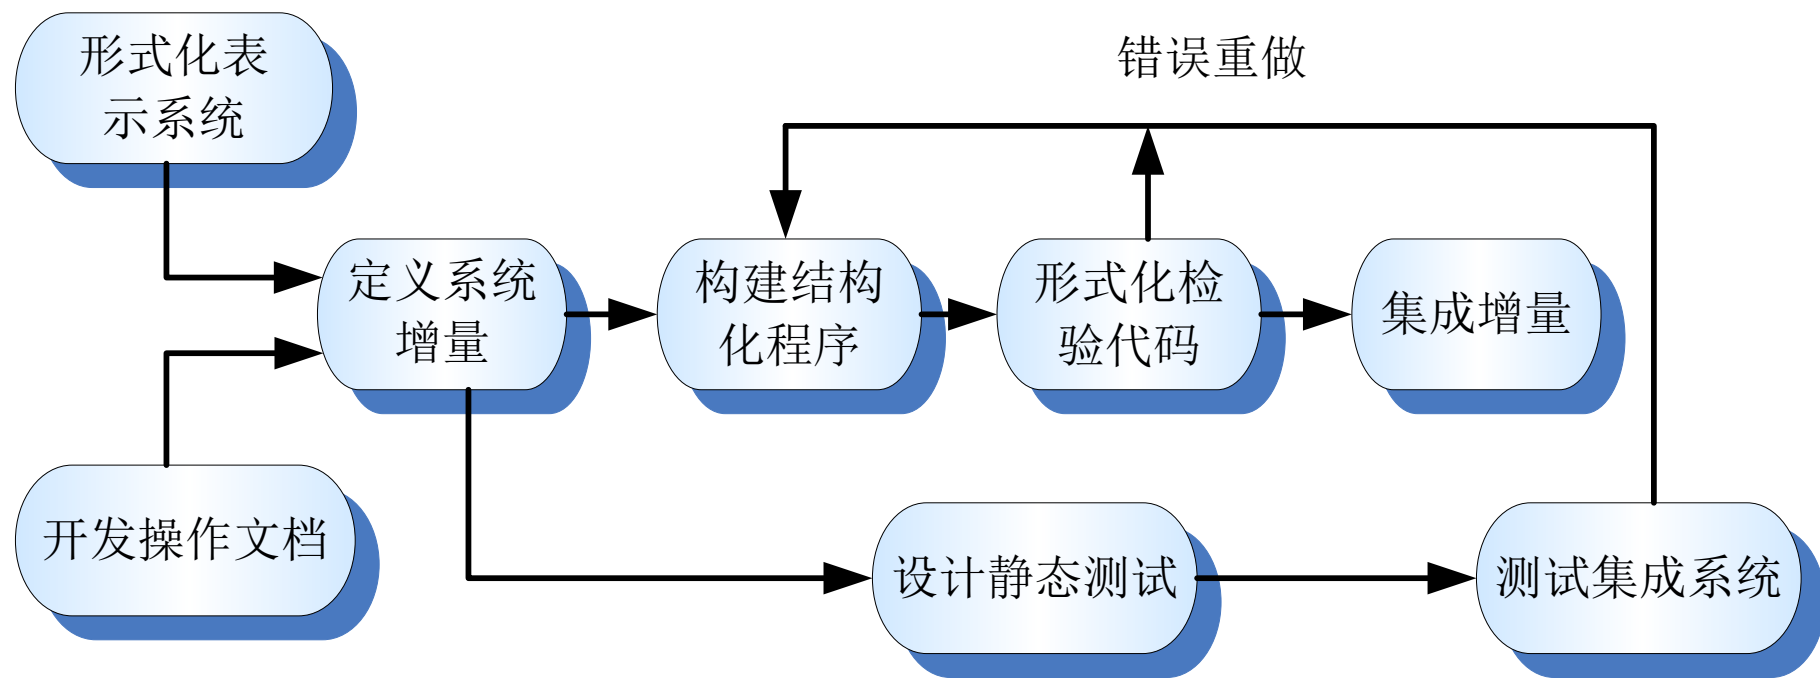 形式化表
示系统
错误重做
定义系统
增量
构建结构
化程序
形式化检
验代码
集成增量
开发操作文档
设计静态测试
测试集成系统